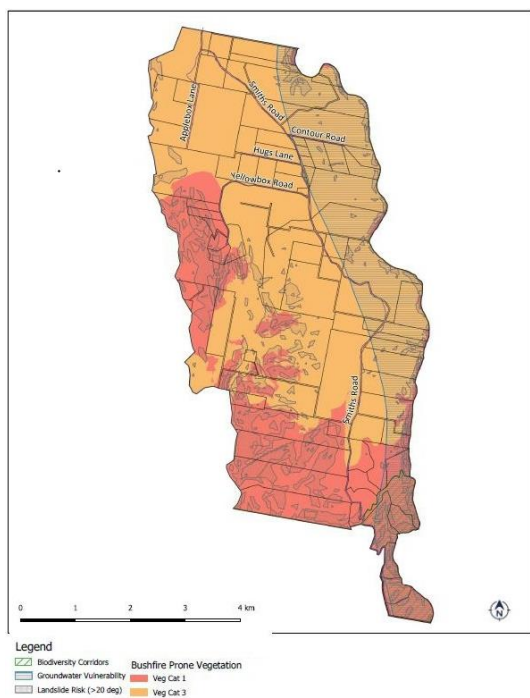 Applebox Lane
Smiths Road
Contour Road
Hugs Lane
Yellowbox Road
Smiths Road
0 1 2 3 4 km
N
Legend
Biodiversity Corridors
Groundwater Vulnerability
Landslide Risk (>20 deg)
Bushfire Prone Vegetation
Veg Cat 1
Veg Cat 3